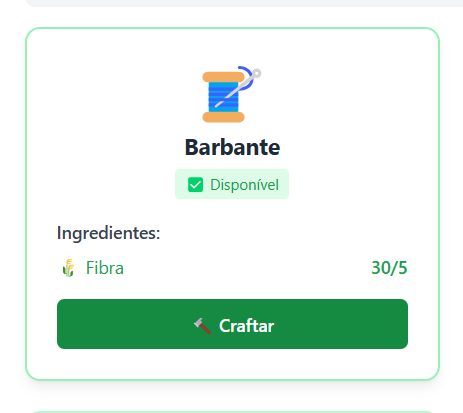 Barbante
Disponível
Ingredientes:
Fibra 30/5
Craftar